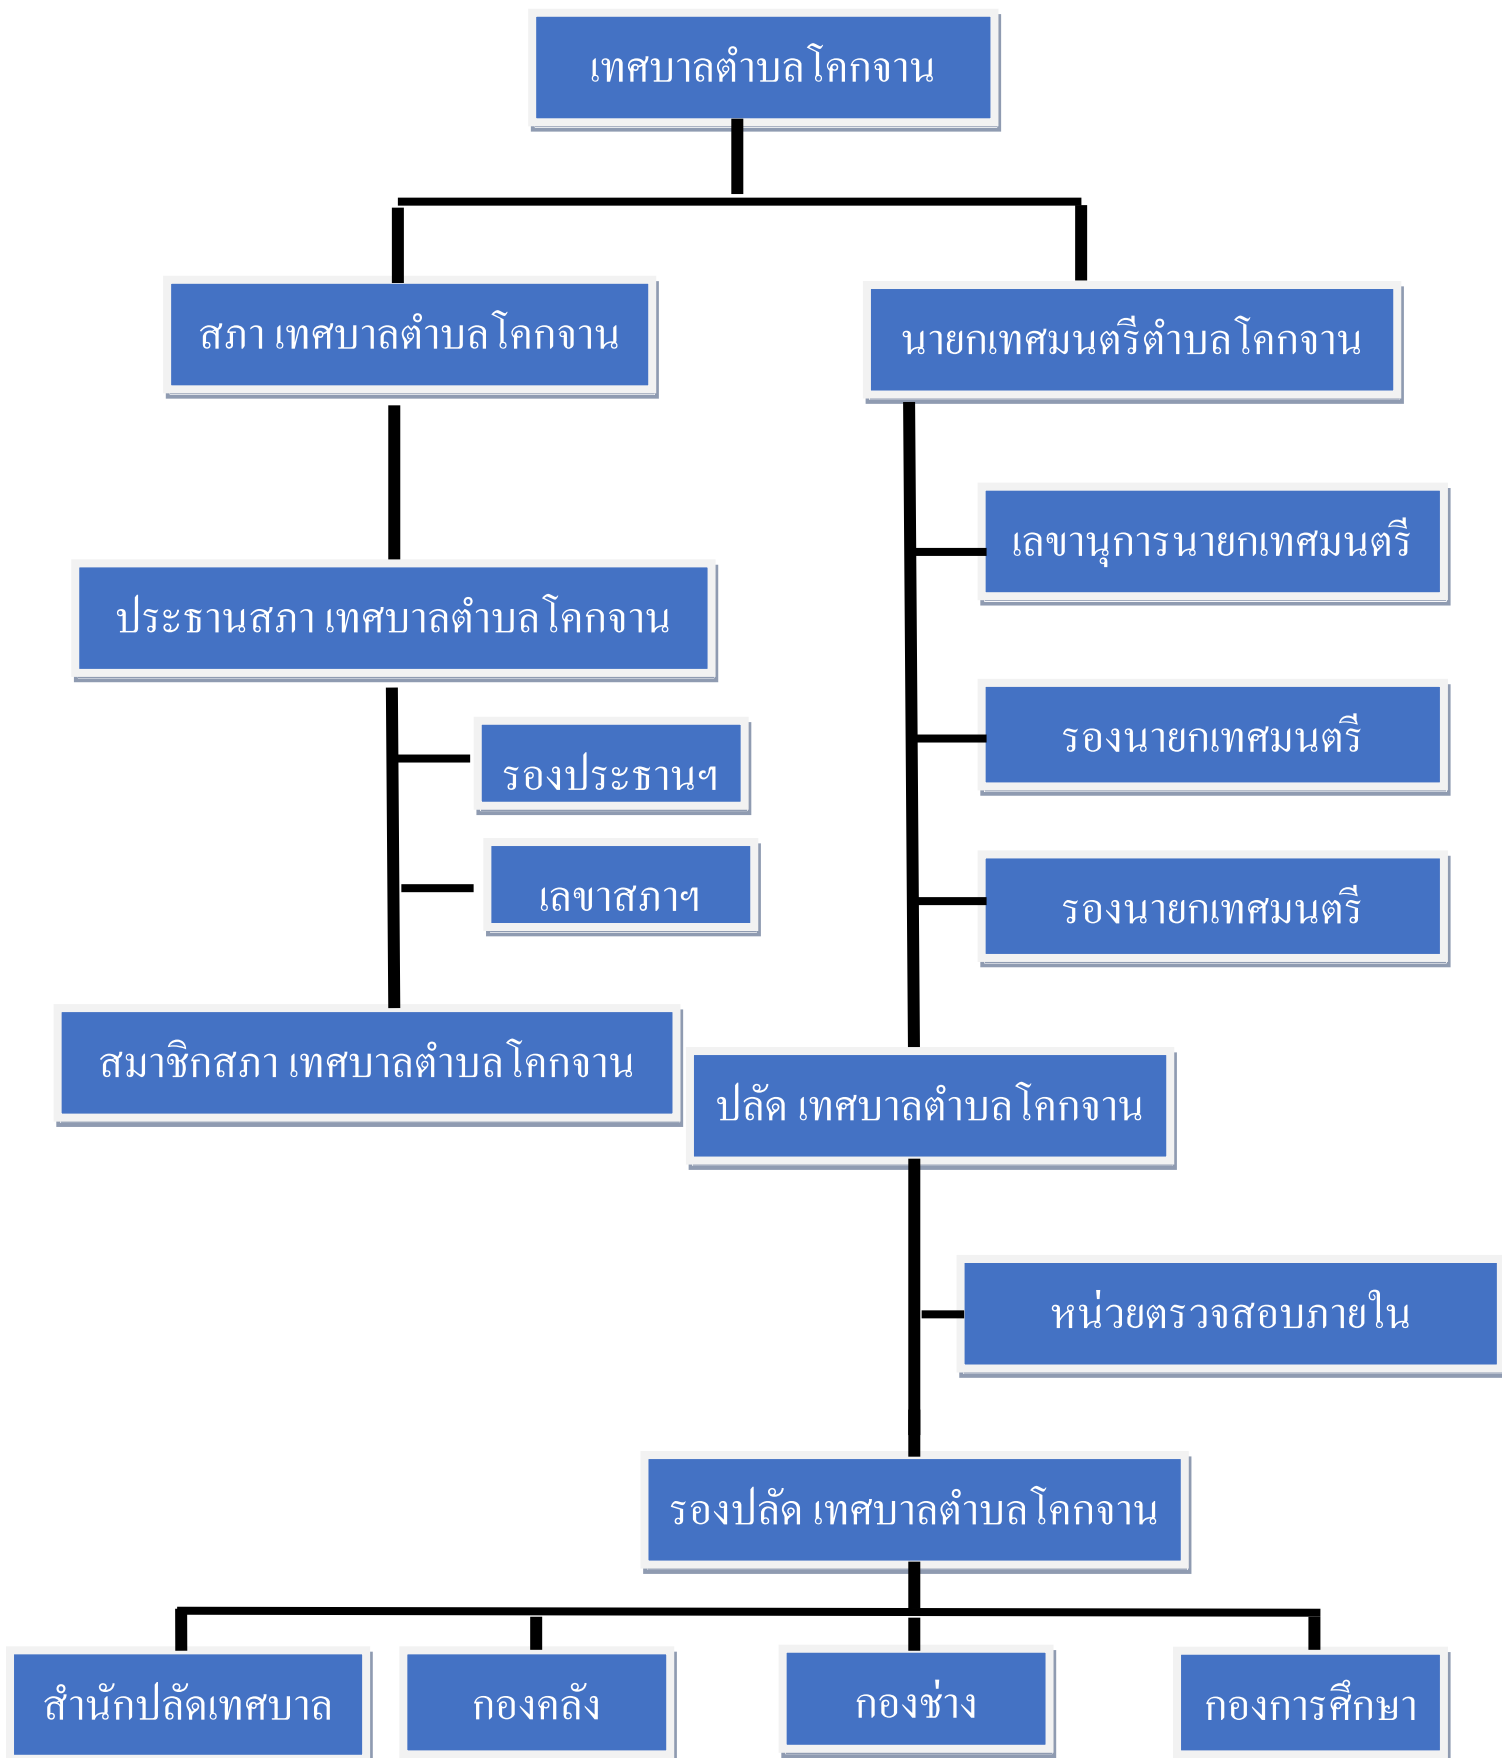 เทศบาลตำบลโคกจาน
สภา เทศบาลตำบลโคกจาน
นายกเทศมนตรีตำบลโคกจาน
เลขานุการนายกเทศมนตรี
ประธานสภา เทศบาลตำบลโคกจาน
รองนายกเทศมนตรี
รองประธานฯ
เลขาสภาฯ
รองนายกเทศมนตรี
สมาชิกสภา เทศบาลตำบลโคกจาน
ปลัด เทศบาลตำบลโคกจาน
หน่วยตรวจสอบภายใน
รองปลัด เทศบาลตำบลโคกจาน
สำนักปลัดเทศบาล
กองคลัง
กองช่าง
กองการศึกษา